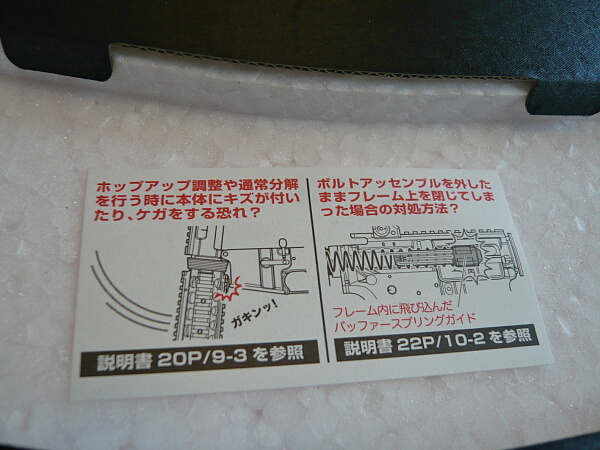 ホップアップ調整や通常分解
を行う時に本体にキズが付い
たり、ケガをする恐れ?
ガキンッ!
説明書 20P/9-3 を参照
ボルトアッセンブルを外した
ままフレーム上を閉じてしま
った場合の対処方法?
フレーム内に飛び込んだ
バッファースプリングガイド
説明書 22P/10-2 を参照